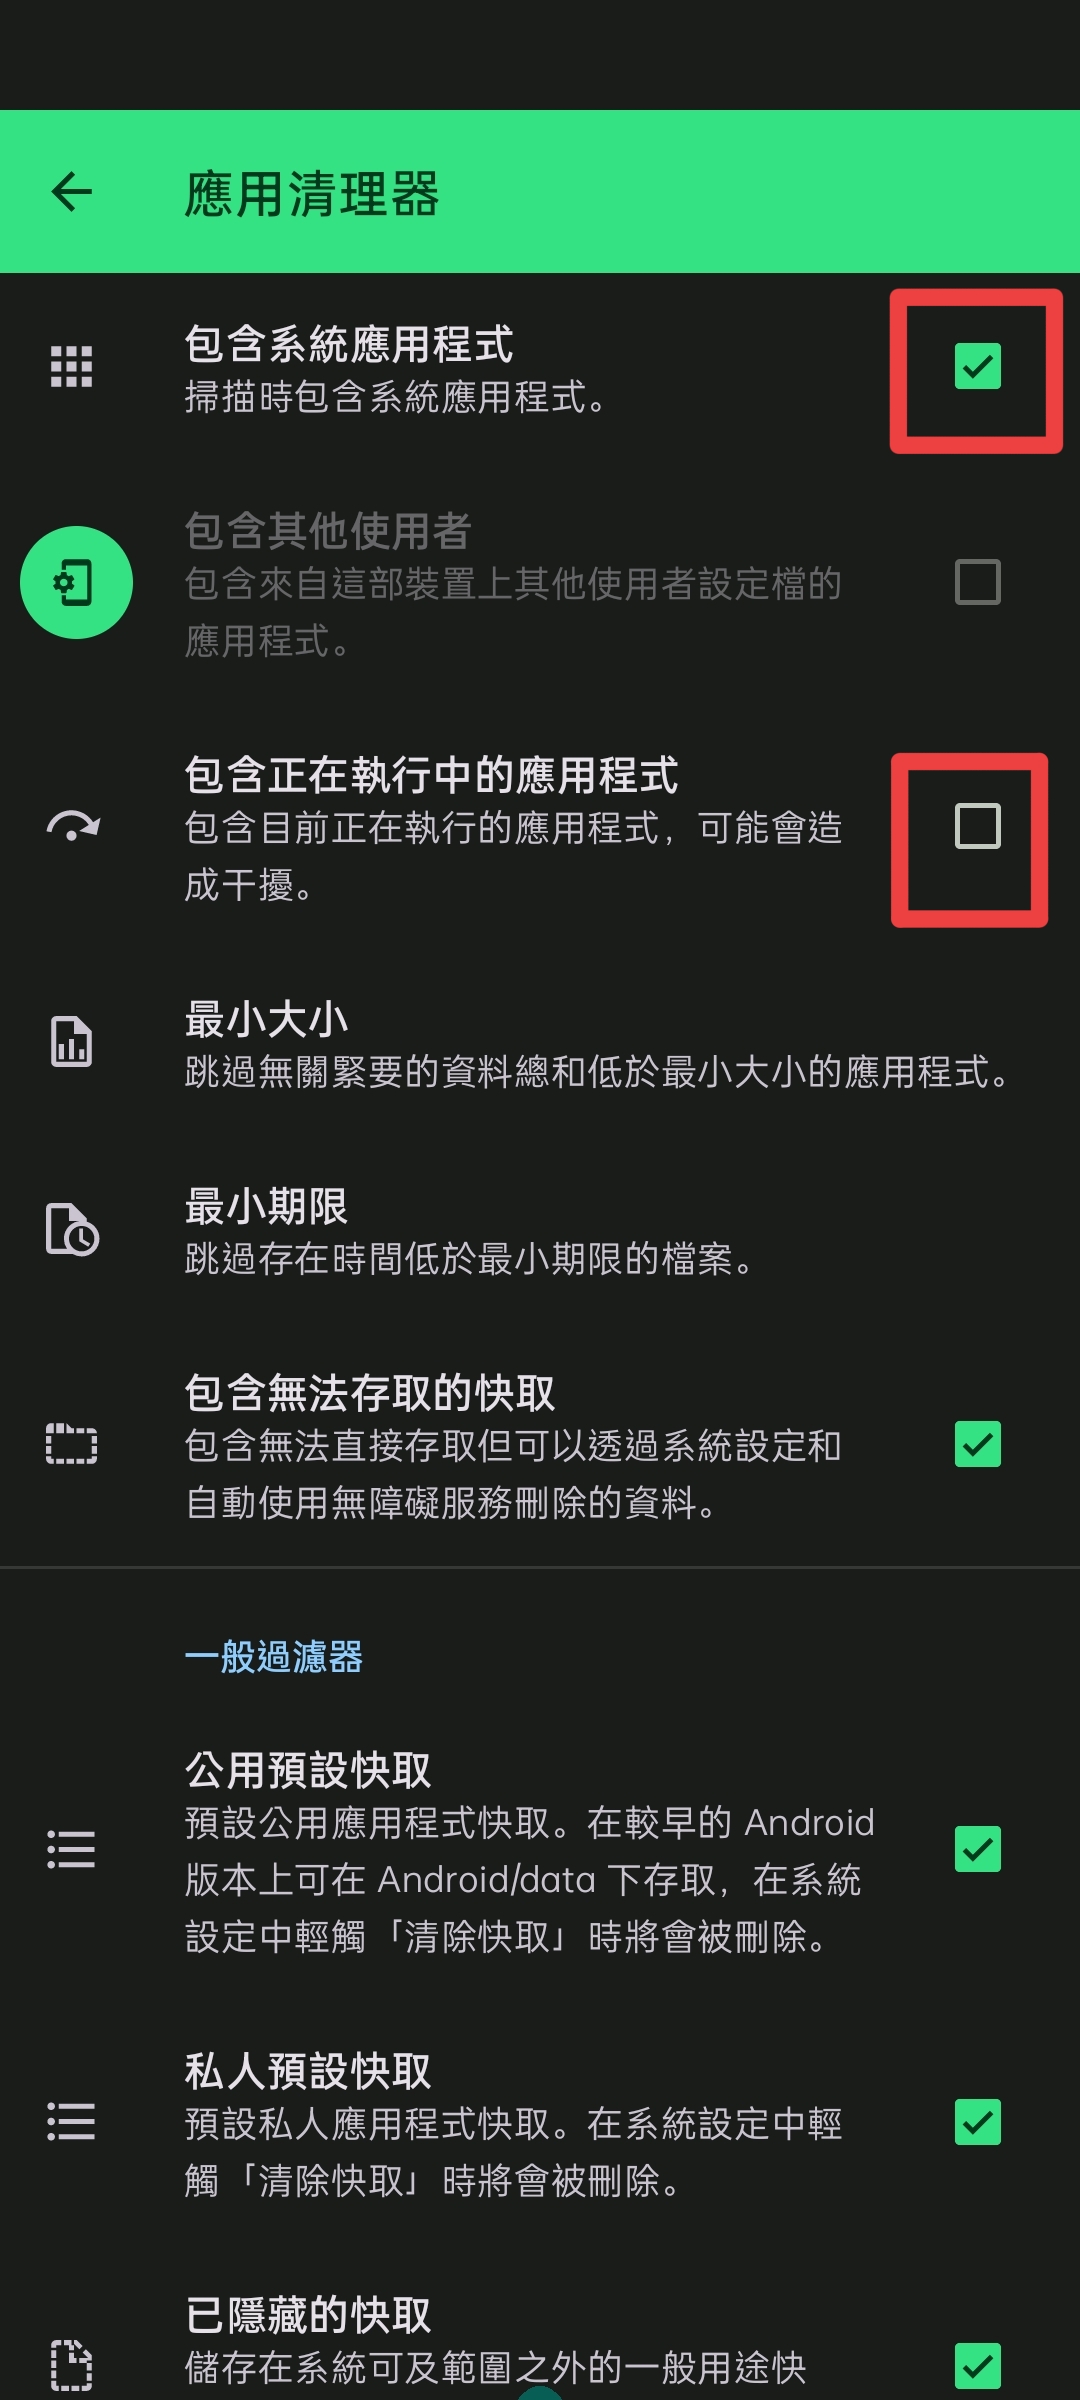 應用清理器
包含系統應用程式
掃描時包含系統應用程式。
包含其他使用者
包含來自這部裝置上其他使用者設定檔的
應用程式。
包含正在執行中的應用程式
包含目前正在執行的應用程式，可能會造
成干擾。
最小大小
跳過無關緊要的資料總和低於最小大小的應用程式。
最小期限
跳過存在時間低於最小期限的檔案。
包含無法存取的快取
包含無法直接存取但可以透過系統設定和
自動使用無障礙服務刪除的資料。
一般過濾器
公用預設快取
預設公用應用程式快取。在較早的 Android
版本上可在 Android/data 下存取，在系統
設定中輕觸「清除快取」時將會被刪除。
私人預設快取
預設私人應用程式快取。在系統設定中輕
觸「清除快取」時將會被刪除。
已隱藏的快取
儲存在系統可及範圍之外的一般用途快